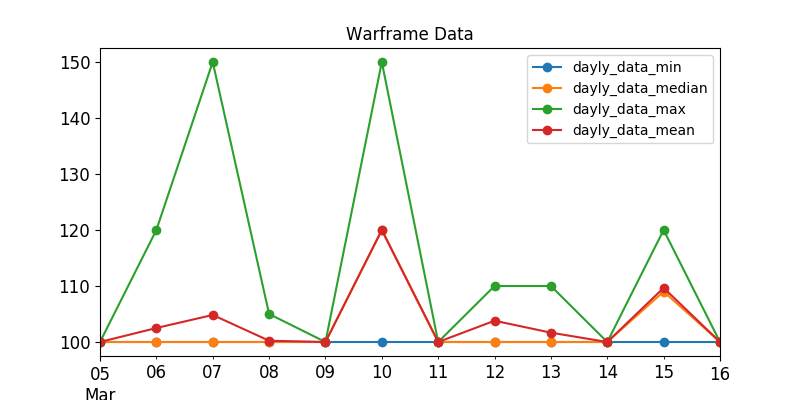 Warframe Data
dayly_data_min
dayly_data_median
dayly_data_max
dayly_data_mean
150
140
130
120
110
100
05 06 07 08 09 10 11 12 13 14 15 16
Mar